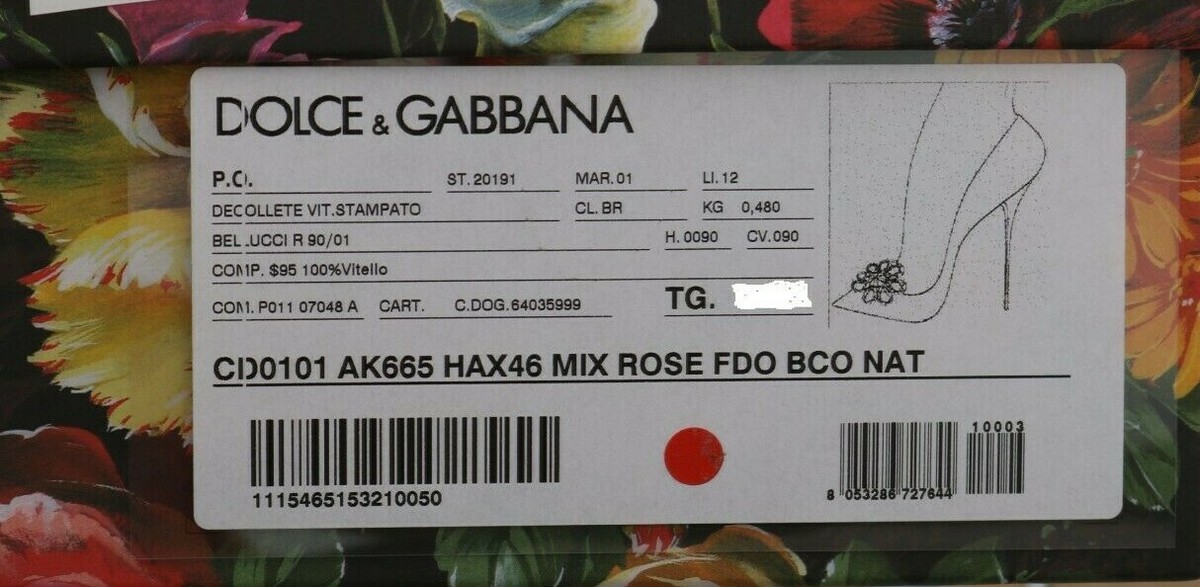 DOLCE & GABBANA
P.O. ST.20191 MAR.01 LI.12
DECOLLETE VIT.STAMPATO CL.BR KG 0,480
BELLUCCI R 90/01 H.0090 CV.090
COMP. $95 100%Vitello
COM. P011 07048 A CART. C.DOG.64035999 TG.
CD0101 AK665 HAX46 MIX ROSE FDO BCO NAT
1115465153210050
10003
8 053286 727644